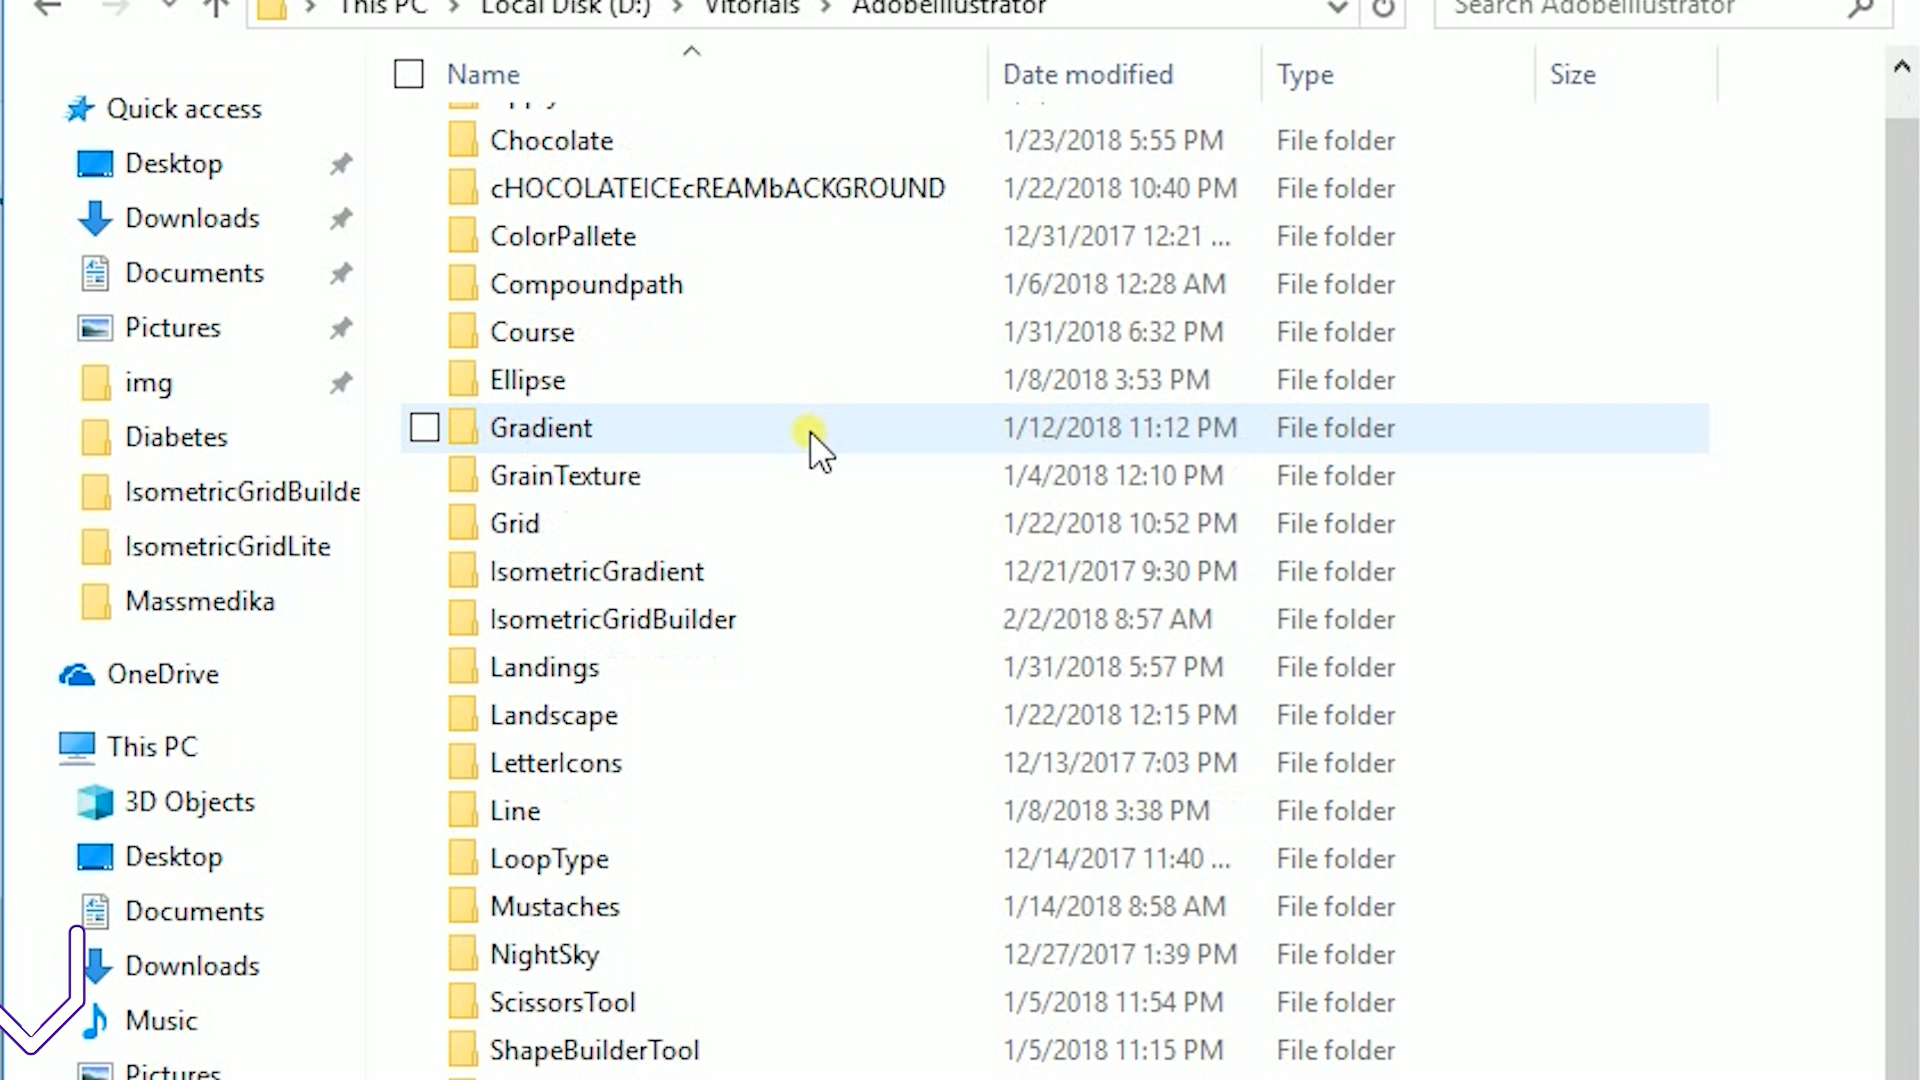 This PC > Local Disk (D:) > Vitorials > AdobeIllustrator
Search AdobeIllustrator
Name Date modified Type Size
Quick access
Desktop
Downloads
Documents
Pictures
img
Diabetes
IsometricGridBuilde
IsometricGridLite
Massmedika
OneDrive
This PC
3D Objects
Desktop
Documents
Downloads
Music
Pictures
Chocolate 1/23/2018 5:55 PM File folder
cHOCOLATEICEcREAMbACKGROUND 1/22/2018 10:40 PM File folder
ColorPallete 12/31/2017 12:21 ... File folder
Compoundpath 1/6/2018 12:28 AM File folder
Course 1/31/2018 6:32 PM File folder
Ellipse 1/8/2018 3:53 PM File folder
Gradient 1/12/2018 11:12 PM File folder
GrainTexture 1/4/2018 12:10 PM File folder
Grid 1/22/2018 10:52 PM File folder
IsometricGradient 12/21/2017 9:30 PM File folder
IsometricGridBuilder 2/2/2018 8:57 AM File folder
Landings 1/31/2018 5:57 PM File folder
Landscape 1/22/2018 12:15 PM File folder
LetterIcons 12/13/2017 7:03 PM File folder
Line 1/8/2018 3:38 PM File folder
LoopType 12/14/2017 11:40 ... File folder
Mustaches 1/14/2018 8:58 AM File folder
NightSky 12/27/2017 1:39 PM File folder
ScissorsTool 1/5/2018 11:54 PM File folder
ShapeBuilderTool 1/5/2018 11:15 PM File folder